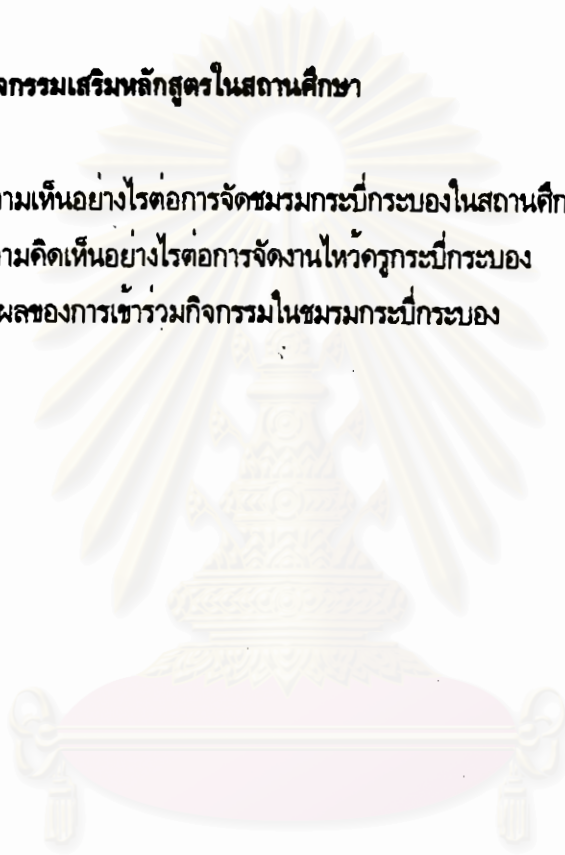 จกรรมเสริมหลักสูตรในสถานศึกษา
ามเห็นอย่างไรต่อการจัดชมรมกระบี่กระบองในสถานศึก
ามคิดเห็นอย่างไรต่อการจัดงานไหว้ครูกระบี่กระบอง
ผลของการเข้าร่วมกิจกรรมในชมรมกระบี่กระบอง